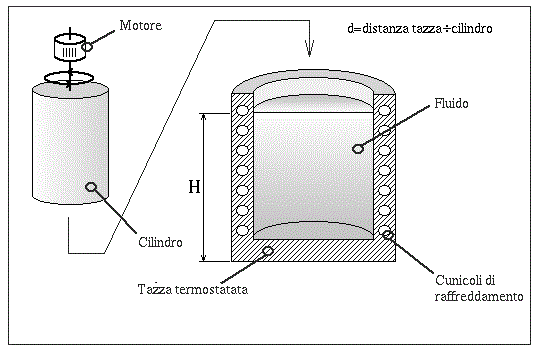 Motore
d=distanza tazza÷cilindro
Fluido
H
Cilindro
Tazza termostatata
Cunicoli di
raffreddamento